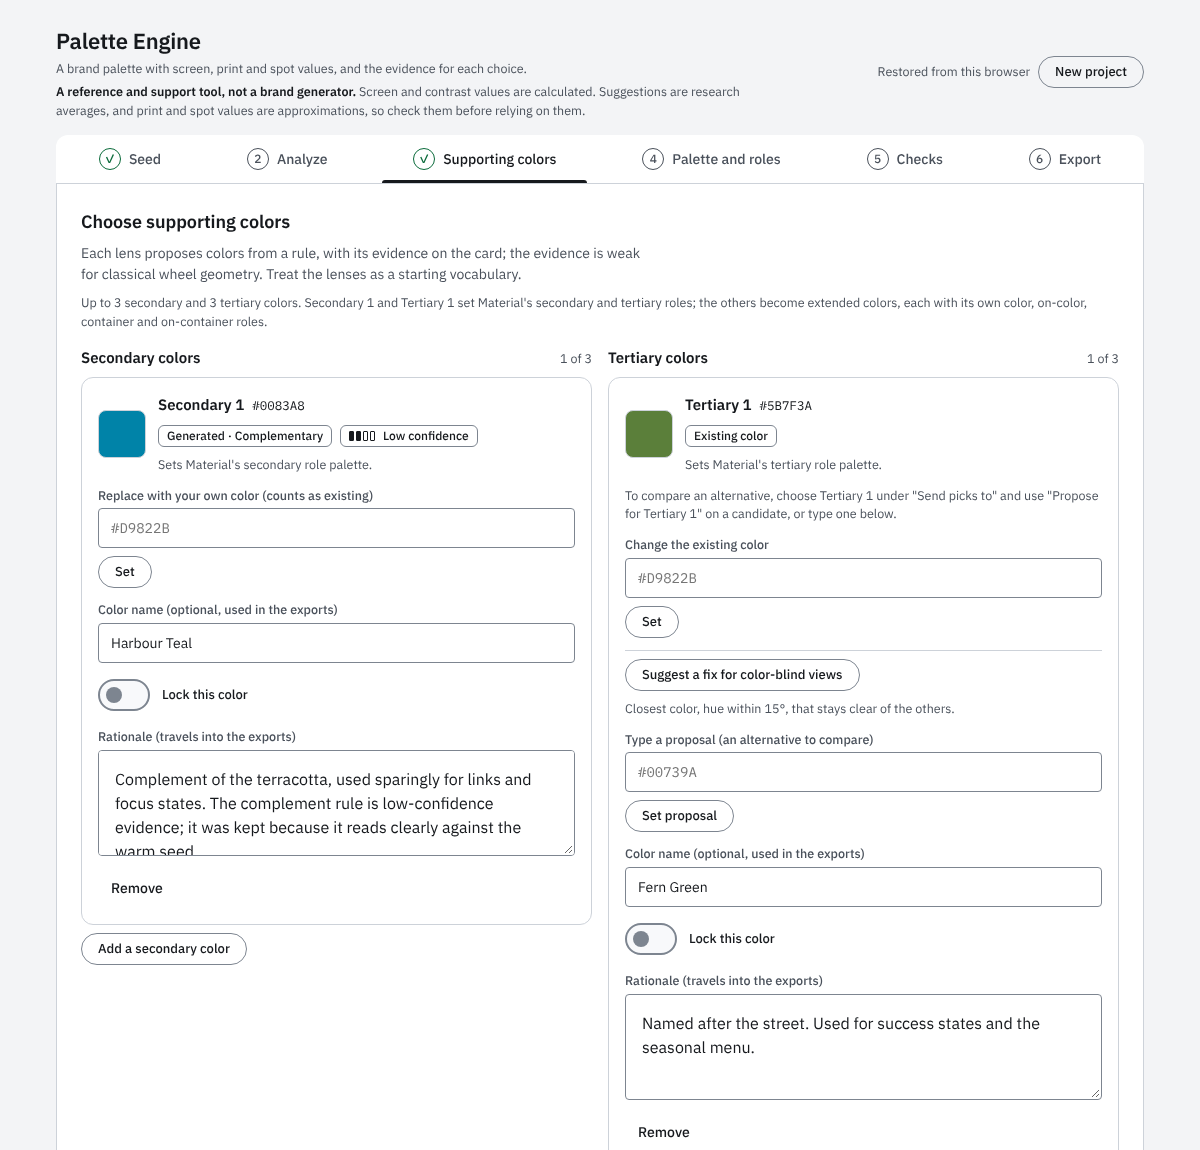 Palette Engine
A brand palette with screen, print and spot values, and the evidence for each choice.
A reference and support tool, not a brand generator. Screen and contrast values are calculated. Suggestions are research
averages, and print and spot values are approximations, so check them before relying on them.
Restored from this browser
New project
Seed
2 Analyze
Supporting colors
4 Palette and roles
5 Checks
6 Export
Choose supporting colors
Each lens proposes colors from a rule, with its evidence on the card; the evidence is weak
for classical wheel geometry. Treat the lenses as a starting vocabulary.
Up to 3 secondary and 3 tertiary colors. Secondary 1 and Tertiary 1 set Material's secondary and tertiary roles; the others become extended colors, each with its own color, on-color,
container and on-container roles.
Secondary colors
1 of 3
Secondary 1 #0083A8
Generated · Complementary
Low confidence
Sets Material's secondary role palette.
Replace with your own color (counts as existing)
#D9822B
Set
Color name (optional, used in the exports)
Harbour Teal
Lock this color
Rationale (travels into the exports)
Complement of the terracotta, used sparingly for links and
focus states. The complement rule is low-confidence
evidence; it was kept because it reads clearly against the
warm seed
Remove
Add a secondary color
Tertiary colors
1 of 3
Tertiary 1 #5B7F3A
Existing color
Sets Material's tertiary role palette.
To compare an alternative, choose Tertiary 1 under "Send picks to" and use "Propose
for Tertiary 1" on a candidate, or type one below.
Change the existing color
#D9822B
Set
Suggest a fix for color-blind views
Closest color, hue within 15°, that stays clear of the others.
Type a proposal (an alternative to compare)
#00739A
Set proposal
Color name (optional, used in the exports)
Fern Green
Lock this color
Rationale (travels into the exports)
Named after the street. Used for success states and the
seasonal menu.
Remove